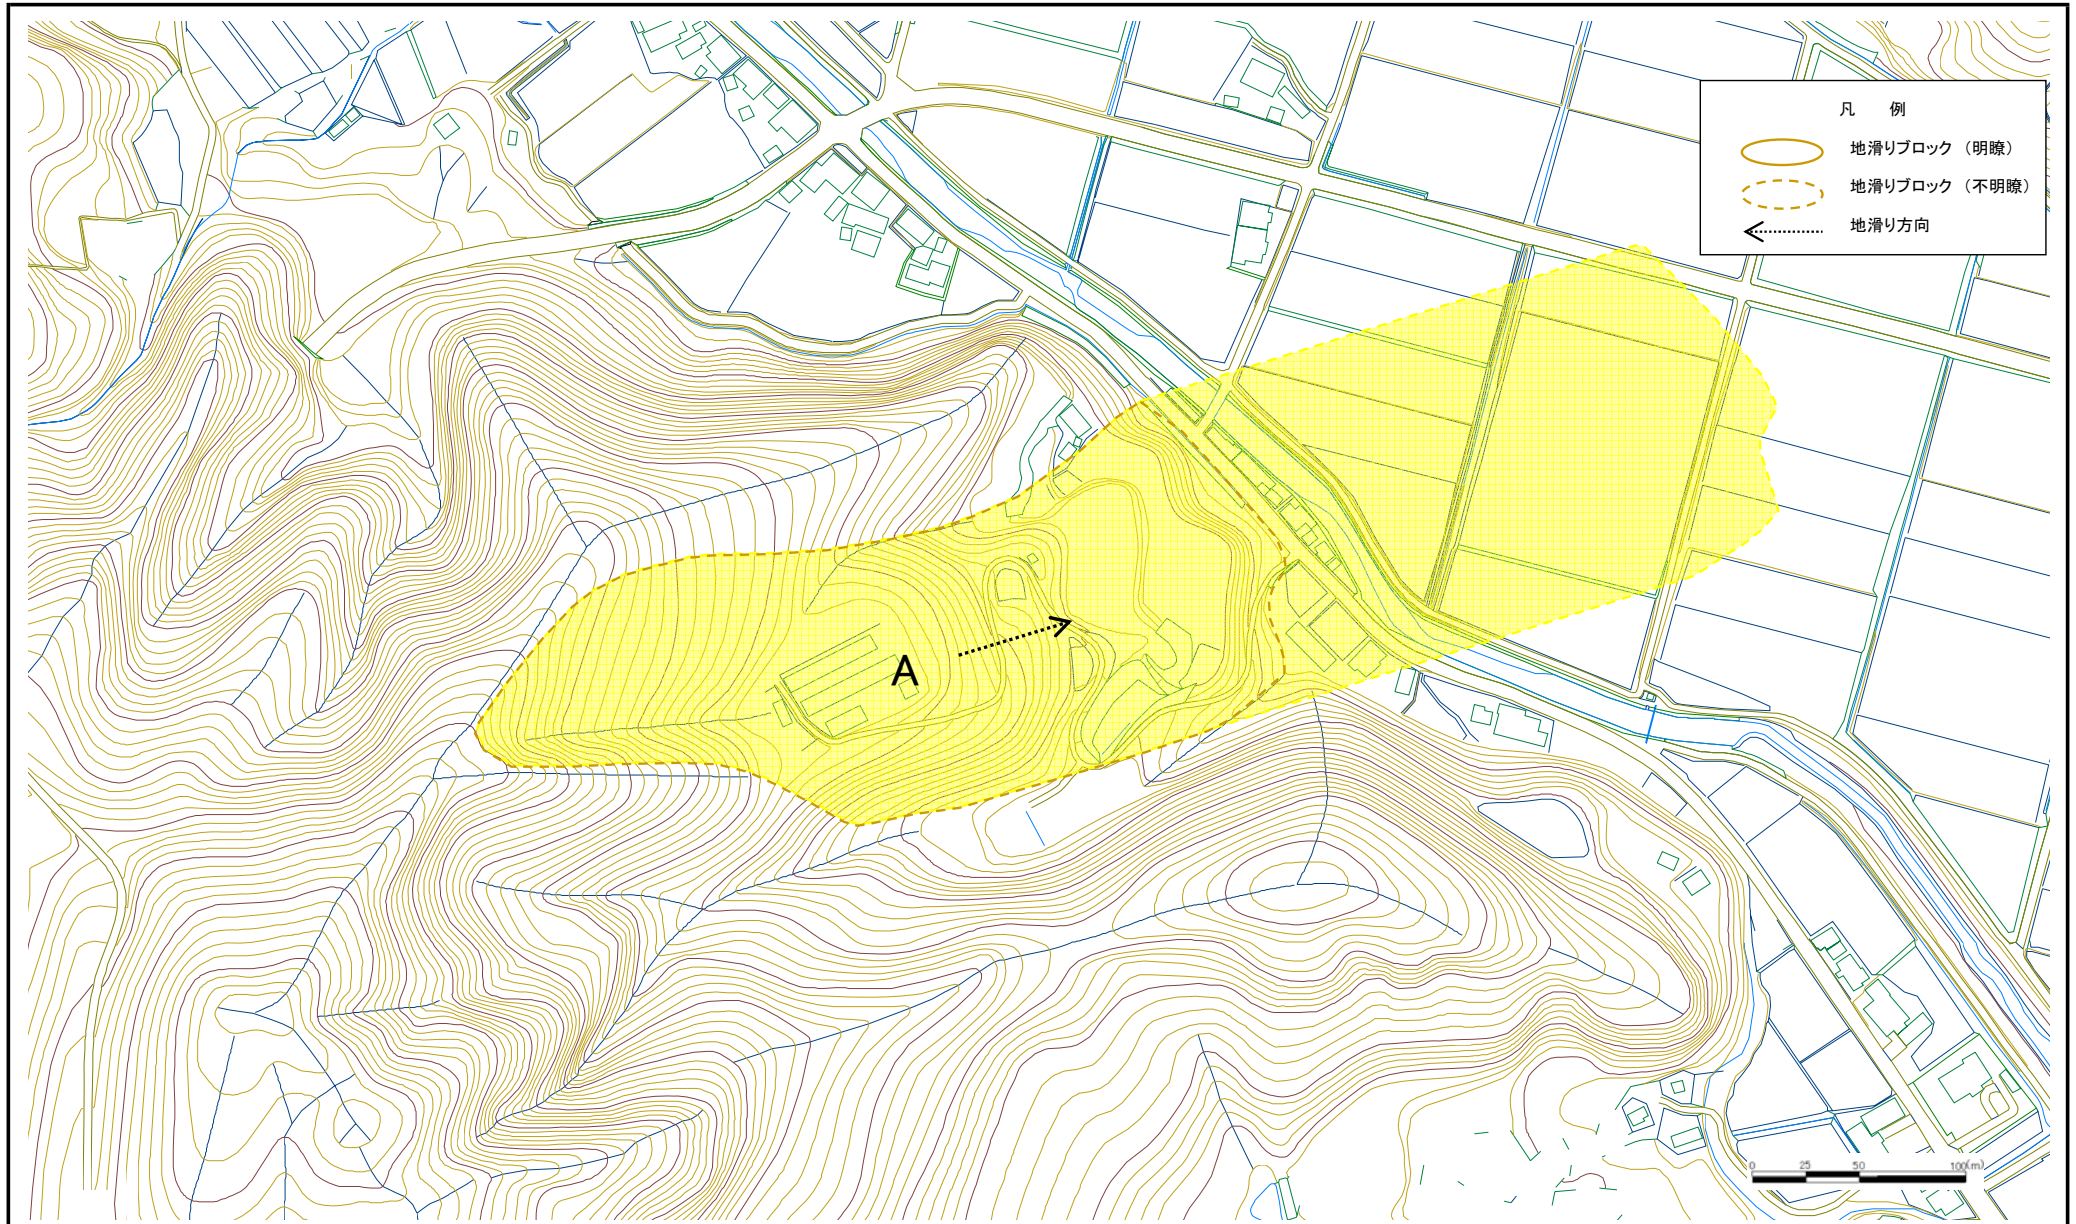 凡　例
地滑りブロック （明瞭）
地滑りブロック （不明瞭）
地滑り方向
A
0 25 50 100(m)